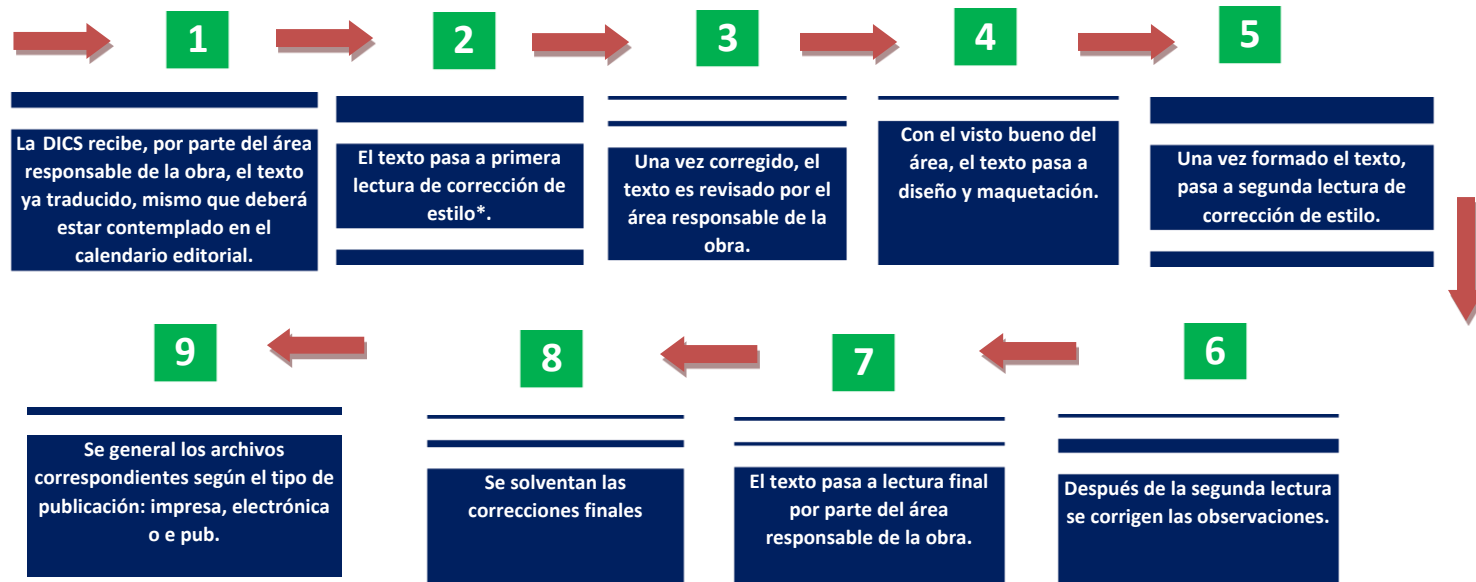 1
La DICS recibe, por parte del área
responsable de la obra, el texto
ya traducido, mismo que deberá
estar contemplado en el
calendario editorial.
2
El texto pasa a primera
lectura de corrección de
estilo*.
3
Una vez corregido, el
texto es revisado por el
área responsable de la
obra.
4
Con el visto bueno del
área, el texto pasa a
diseño y maquetación.
5
Una vez formado el texto,
pasa a segunda lectura de
corrección de estilo.
6
Después de la segunda lectura
se corrigen las observaciones.
7
El texto pasa a lectura final
por parte del área
responsable de la obra.
8
Se solventan las
correcciones finales
9
Se general los archivos
correspondientes según el tipo de
publicación: impresa, electrónica
o e pub.